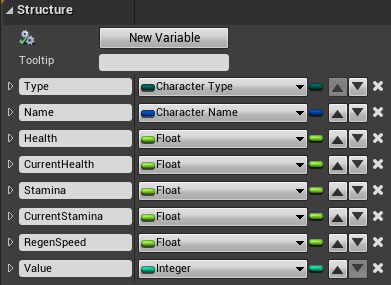 Structure
New Variable
Tooltip
Type Character Type
Name Character Name
Health Float
CurrentHealth Float
Stamina Float
CurrentStamina Float
RegenSpeed Float
Value Integer